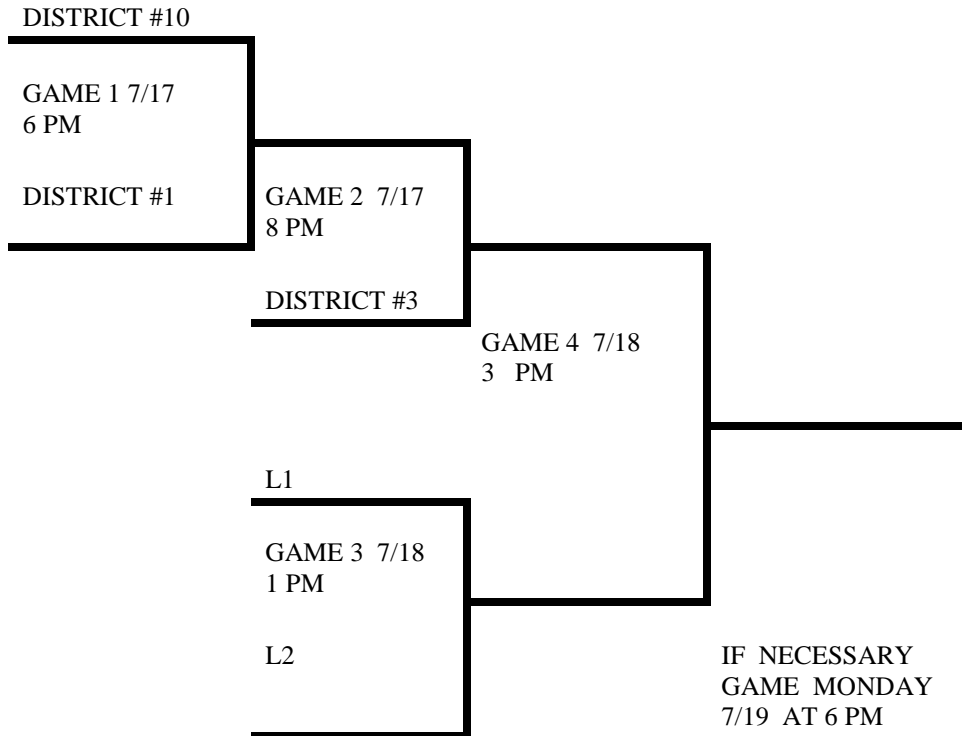 DISTRICT #10
GAME 1 7/17
6 PM
DISTRICT #1
GAME 2 7/17
8 PM
DISTRICT #3
GAME 4 7/18
3 PM
L1
GAME 3 7/18
1 PM
L2
IF NECESSARY
GAME MONDAY
7/19 AT 6 PM